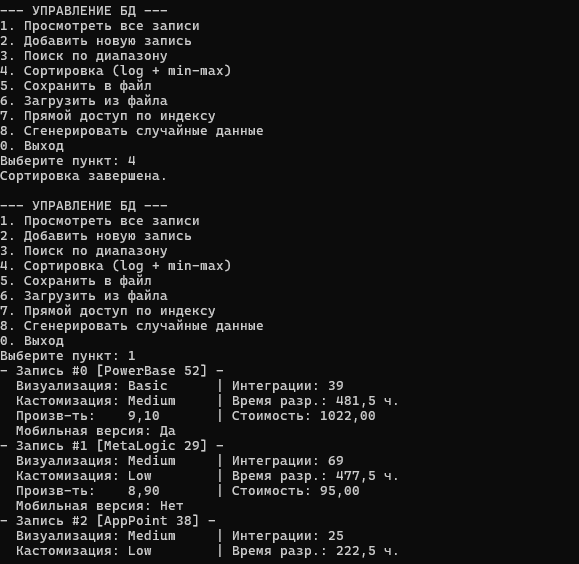 --- УПРАВЛЕНИЕ БД ---
1. Просмотреть все записи
2. Добавить новую запись
3. Поиск по диапазону
4. Сортировка (log + min-max)
5. Сохранить в файл
6. Загрузить из файла
7. Прямой доступ по индексу
8. Сгенерировать случайные данные
0. Выход
Выберите пункт: 4
Сортировка завершена.

--- УПРАВЛЕНИЕ БД ---
1. Просмотреть все записи
2. Добавить новую запись
3. Поиск по диапазону
4. Сортировка (log + min-max)
5. Сохранить в файл
6. Загрузить из файла
7. Прямой доступ по индексу
8. Сгенерировать случайные данные
0. Выход
Выберите пункт: 1
- Запись #0 [PowerBase 52] -
  Визуализация: Basic      | Интеграции: 39
  Кастомизация: Medium     | Время разр.: 481,5 ч.
  Произв-ть:    9,10       | Стоимость: 1022,00
  Мобильная версия: Да
- Запись #1 [MetaLogic 29] -
  Визуализация: Medium     | Интеграции: 69
  Кастомизация: Low        | Время разр.: 477,5 ч.
  Произв-ть:    8,90       | Стоимость: 95,00
  Мобильная версия: Нет
- Запись #2 [AppPoint 38] -
  Визуализация: Medium     | Интеграции: 25
  Кастомизация: Low        | Время разр.: 222,5 ч.